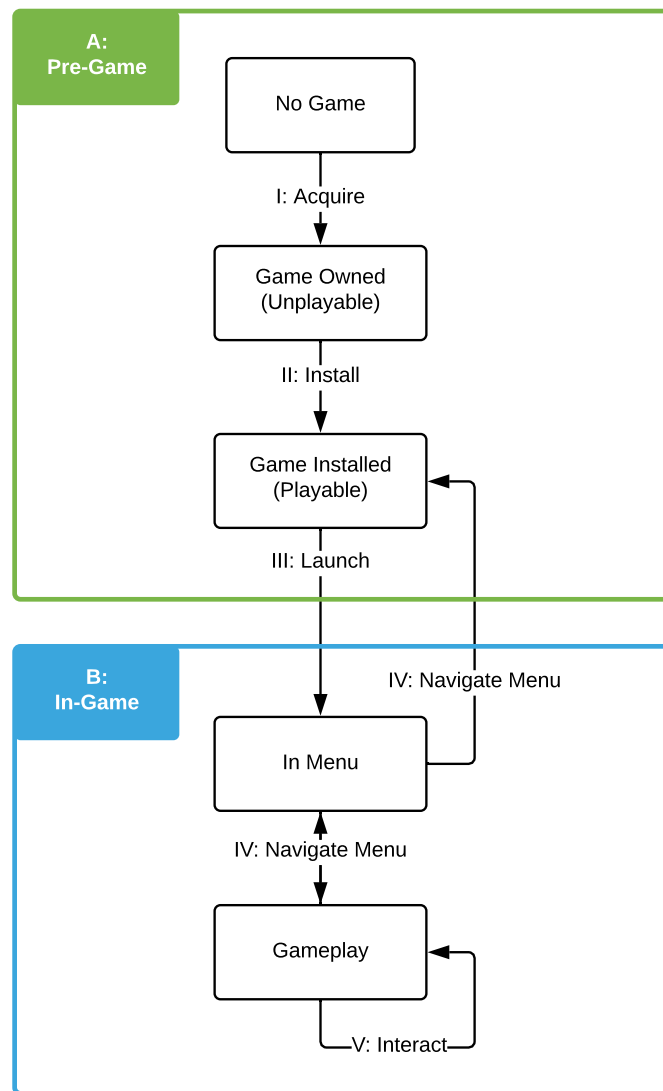 A:
Pre-Game
No Game
I: Acquire
Game Owned
(Unplayable)
II: Install
Game Installed
(Playable)
III: Launch
B:
In-Game
IV: Navigate Menu
In Menu
IV: Navigate Menu
Gameplay
V: Interact